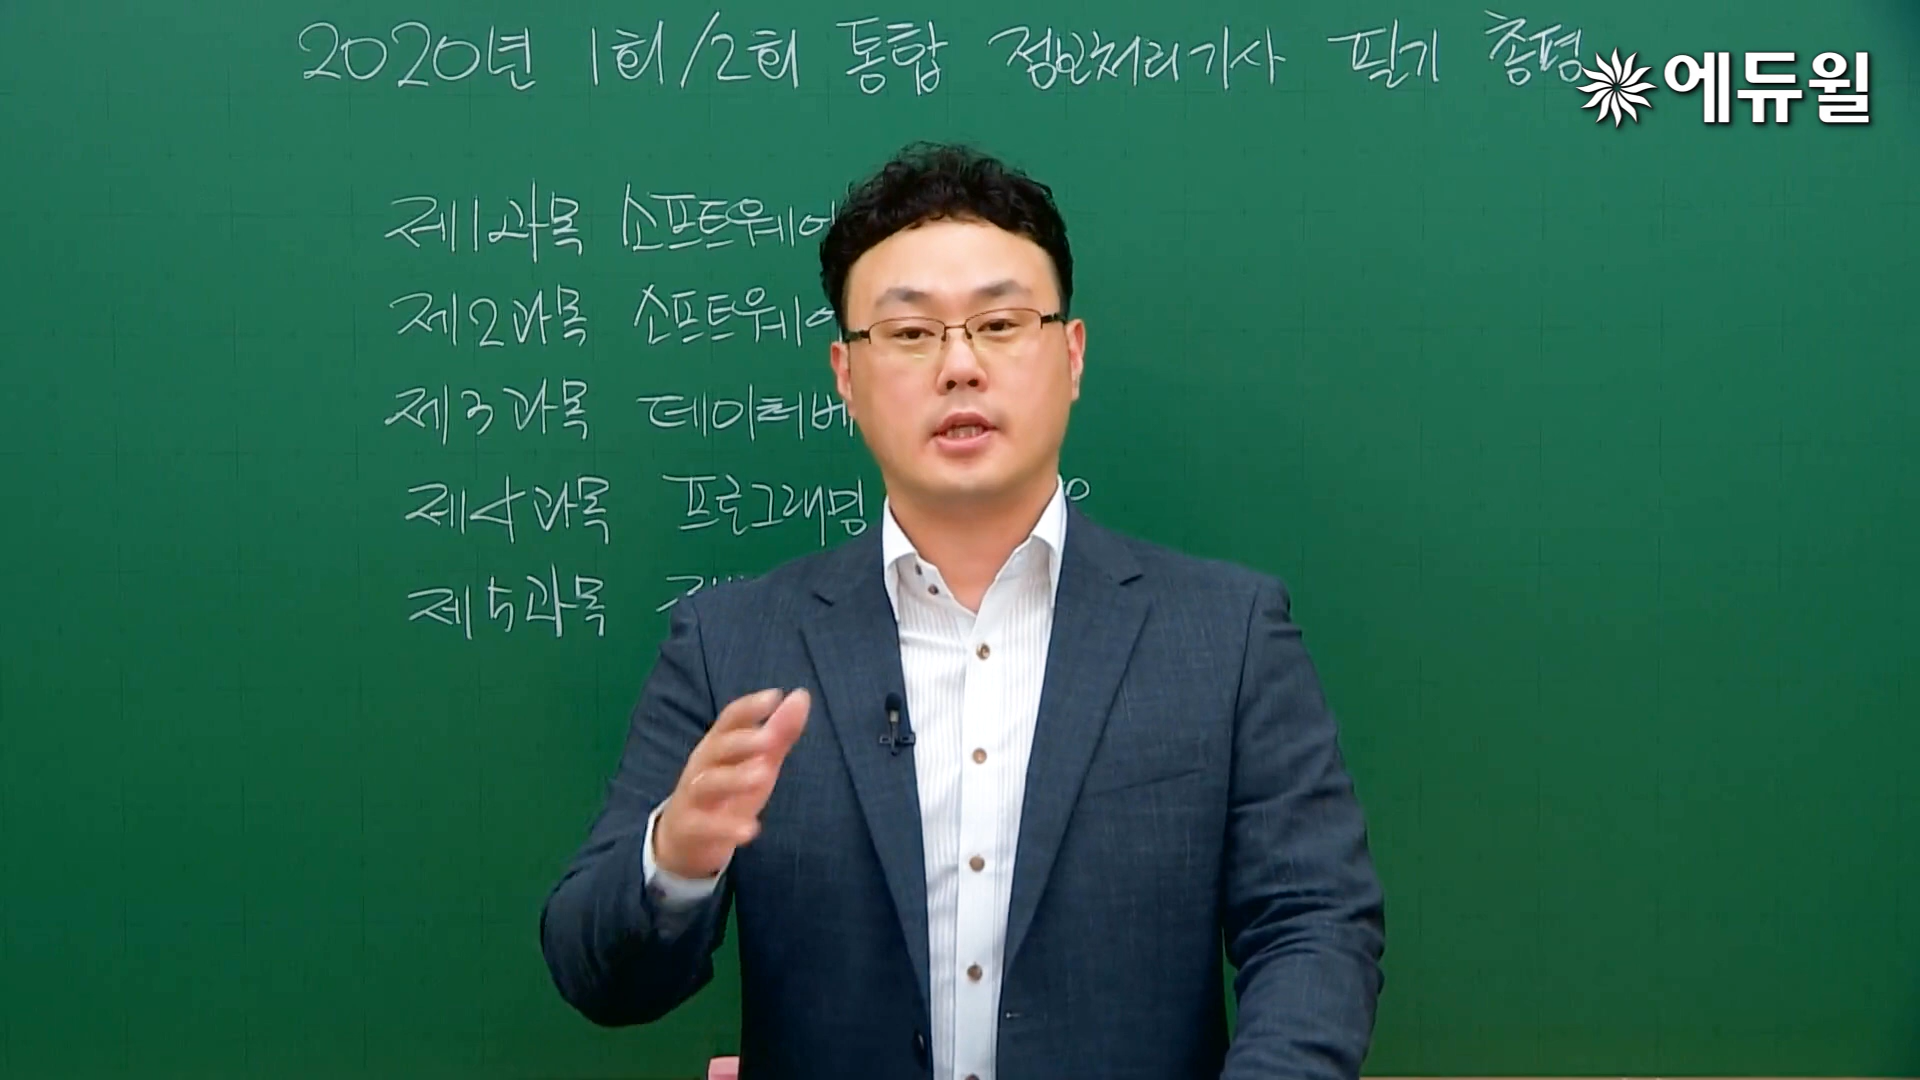 2020년 1회/2회 통합 정보처리기사 필기 총평
에듀윌
제1과목 소프트웨어
제2과목 소프트웨어
제3과목 데이터베
제4과목 프로그래밍
제5과목 정